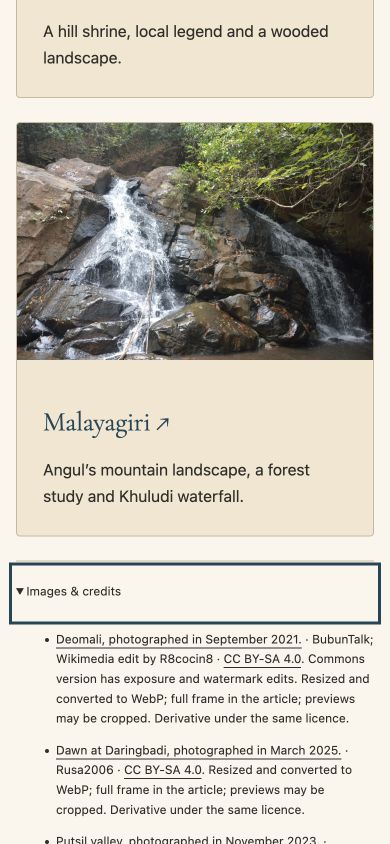 A hill shrine, local legend and a wooded
landscape.
Malayagiri ↗
Angul’s mountain landscape, a forest
study and Khuludi waterfall.
▼ Images & credits
• Deomali, photographed in September 2021. · BubunTalk;
Wikimedia edit by R8cocin8 · CC BY-SA 4.0. Commons
version has exposure and watermark edits. Resized and
converted to WebP; full frame in the article; previews
may be cropped. Derivative under the same licence.
• Dawn at Daringbadi, photographed in March 2025. ·
Rusa2006 · CC BY-SA 4.0. Resized and converted to
WebP; full frame in the article; previews may be
cropped. Derivative under the same licence.
• Putsil valley, photographed in November 2023. ·